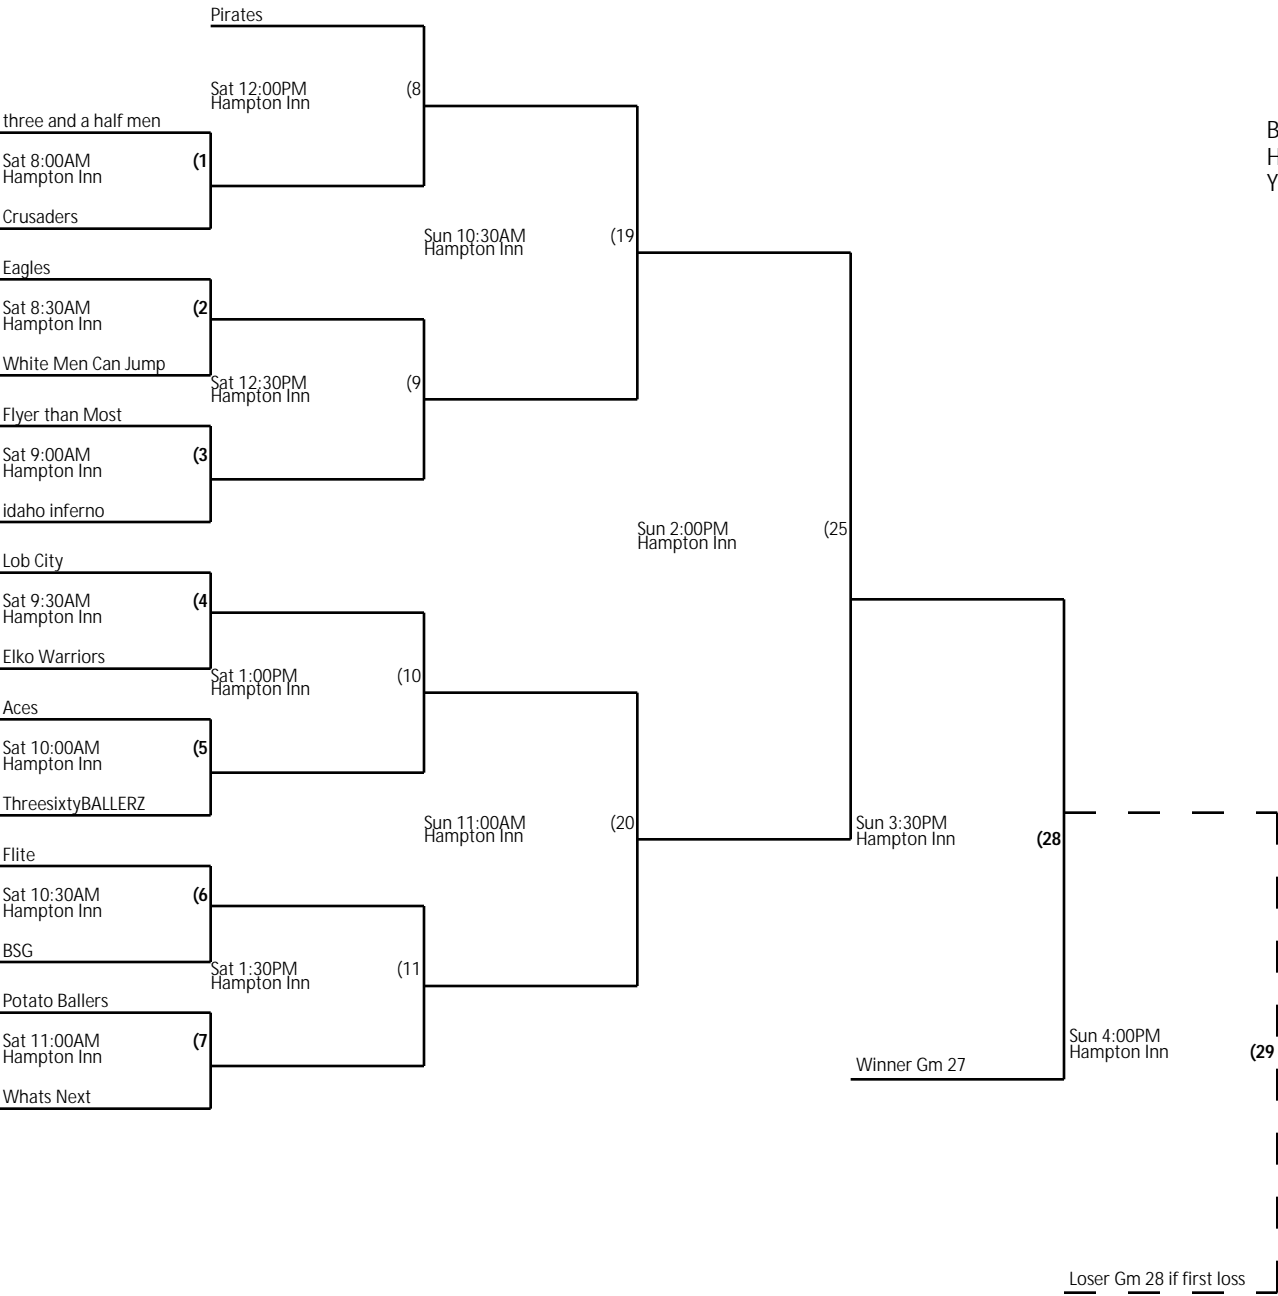 Pirates
Sat 12:00PM (8
Hampton Inn
three and a half men
Sat 8:00AM (1
Hampton Inn
Crusaders
Sun 10:30AM (19
Hampton Inn
Eagles
Sat 8:30AM (2
Hampton Inn
White Men Can Jump
Sat 12:30PM (9
Hampton Inn
Flyer than Most
Sat 9:00AM (3
Hampton Inn
idaho inferno
Sun 2:00PM (25
Hampton Inn
Lob City
Sat 9:30AM (4
Hampton Inn
Elko Warriors
Sat 1:00PM (10
Hampton Inn
Aces
Sat 10:00AM (5
Hampton Inn
ThreesixtyBALLERZ
Sun 11:00AM (20
Hampton Inn
Sun 3:30PM
Hampton Inn (28
Flite
Sat 10:30AM (6
Hampton Inn
BSG
Sat 1:30PM (11
Hampton Inn
Potato Ballers
Sat 11:00AM (7
Hampton Inn
Whats Next
Winner Gm 27
Sun 4:00PM
Hampton Inn (29
Loser Gm 28 if first loss
B
H
Y